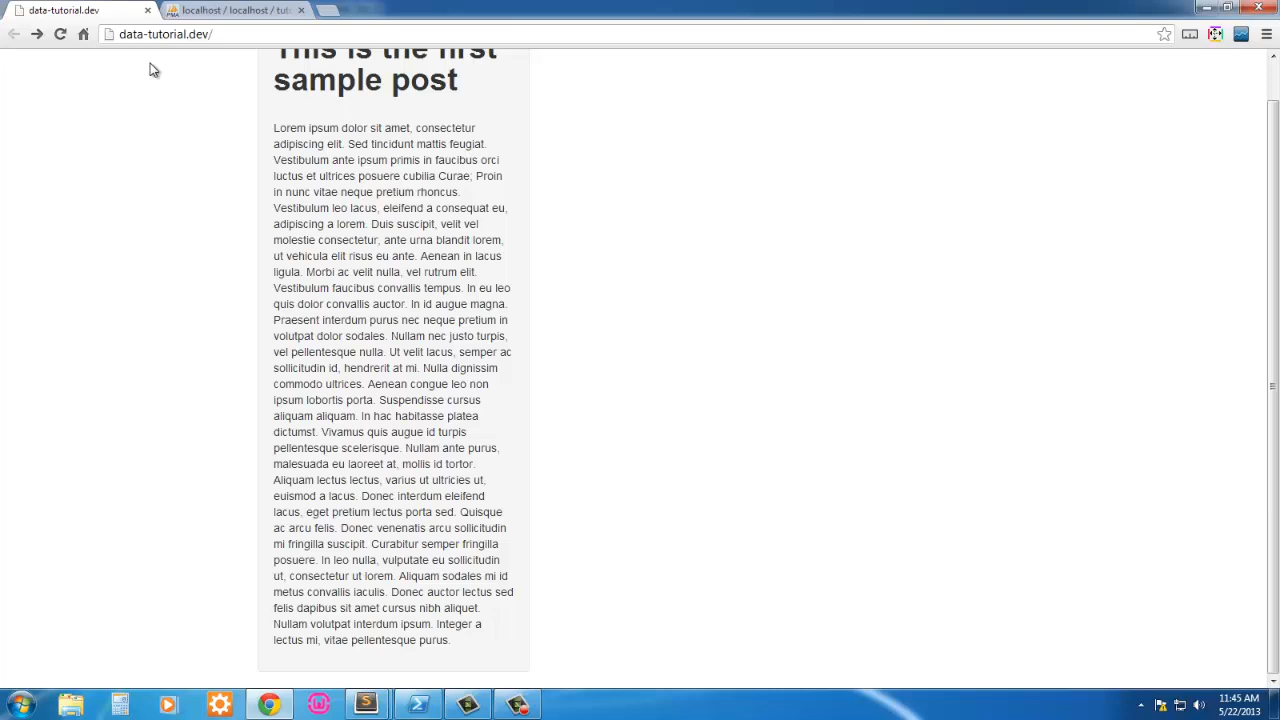 data-tutorial.dev
localhost / localhost / tut
data-tutorial.dev/
This is the first
sample post
Lorem ipsum dolor sit amet, consectetur
adipiscing elit. Sed tincidunt mattis feugiat.
Vestibulum ante ipsum primis in faucibus orci
luctus et ultrices posuere cubilia Curae; Proin
in nunc vitae neque pretium rhoncus.
Vestibulum leo lacus, eleifend a consequat eu,
adipiscing a lorem. Duis suscipit, velit vel
molestie consectetur, ante urna blandit lorem,
ut vehicula elit risus eu ante. Aenean in lacus
ligula. Morbi ac velit nulla, vel rutrum elit.
Vestibulum faucibus convallis tempus. In eu leo
quis dolor convallis auctor. In id augue magna.
Praesent interdum purus nec neque pretium in
volutpat dolor sodales. Nullam nec justo turpis,
vel pellentesque nulla. Ut velit lacus, semper ac
sollicitudin id, hendrerit at mi. Nulla dignissim
commodo ultrices. Aenean congue leo non
ipsum lobortis porta. Suspendisse cursus
aliquam aliquam. In hac habitasse platea
dictumst. Vivamus quis augue id turpis
pellentesque scelerisque. Nullam ante purus,
malesuada eu laoreet at, mollis id tortor.
Aliquam lectus lectus, varius ut ultricies ut,
euismod a lacus. Donec interdum eleifend
lacus, eget pretium lectus porta sed. Quisque
ac arcu felis. Donec venenatis arcu sollicitudin
mi fringilla suscipit. Curabitur semper fringilla
posuere. In leo nulla, vulputate eu sollicitudin
ut, consectetur ut lorem. Aliquam sodales mi id
metus convallis iaculis. Donec auctor lectus sed
felis dapibus sit amet cursus nibh aliquet.
Nullam volutpat interdum ipsum. Integer a
lectus mi, vitae pellentesque purus.
11:45 AM
5/22/2013